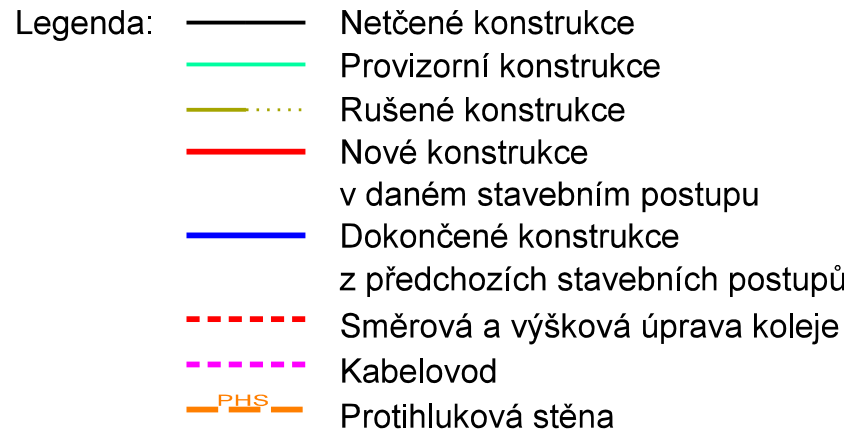 Legenda: Netčené konstrukce
Provizorní konstrukce
Rušené konstrukce
Nové konstrukce
v daném stavebním postupu
Dokončené konstrukce
z předchozích stavebních postupů
Směrová a výšková úprava koleje
Kabelovod
PHS Protihluková stěna